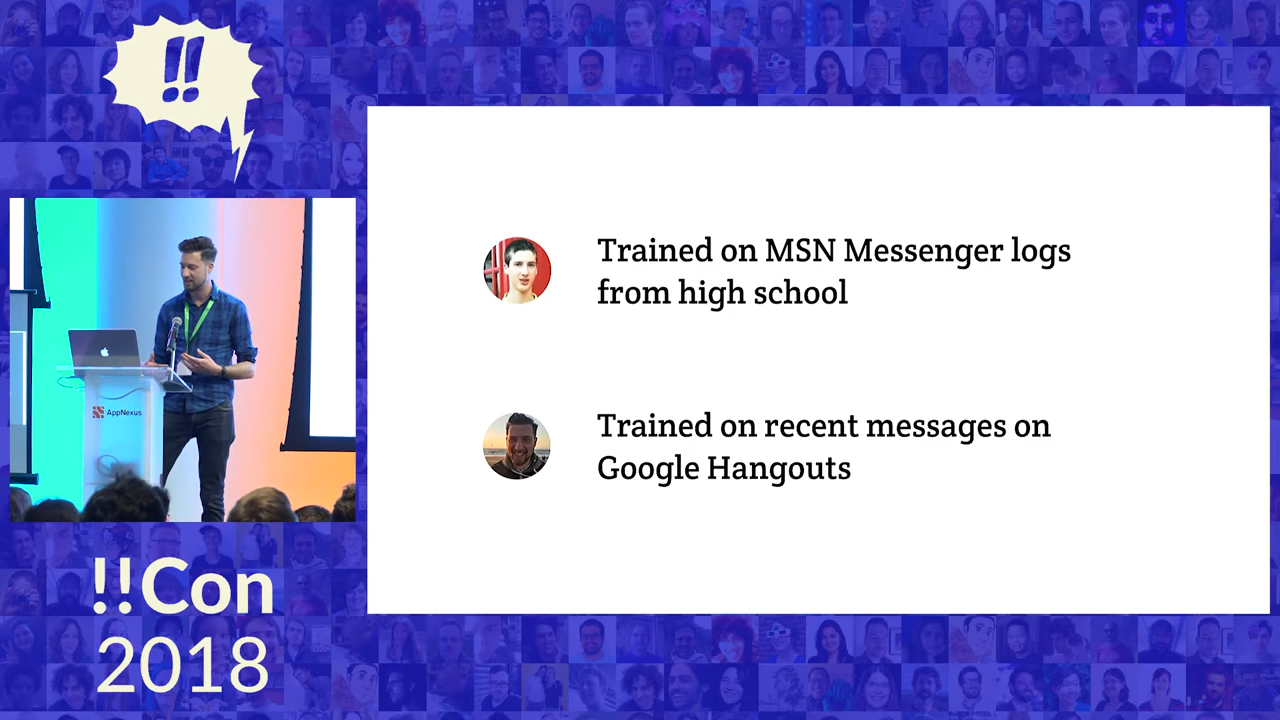 !!
Trained on MSN Messenger logs
from high school
Trained on recent messages on
Google Hangouts
AppNexus
!!Con
2018